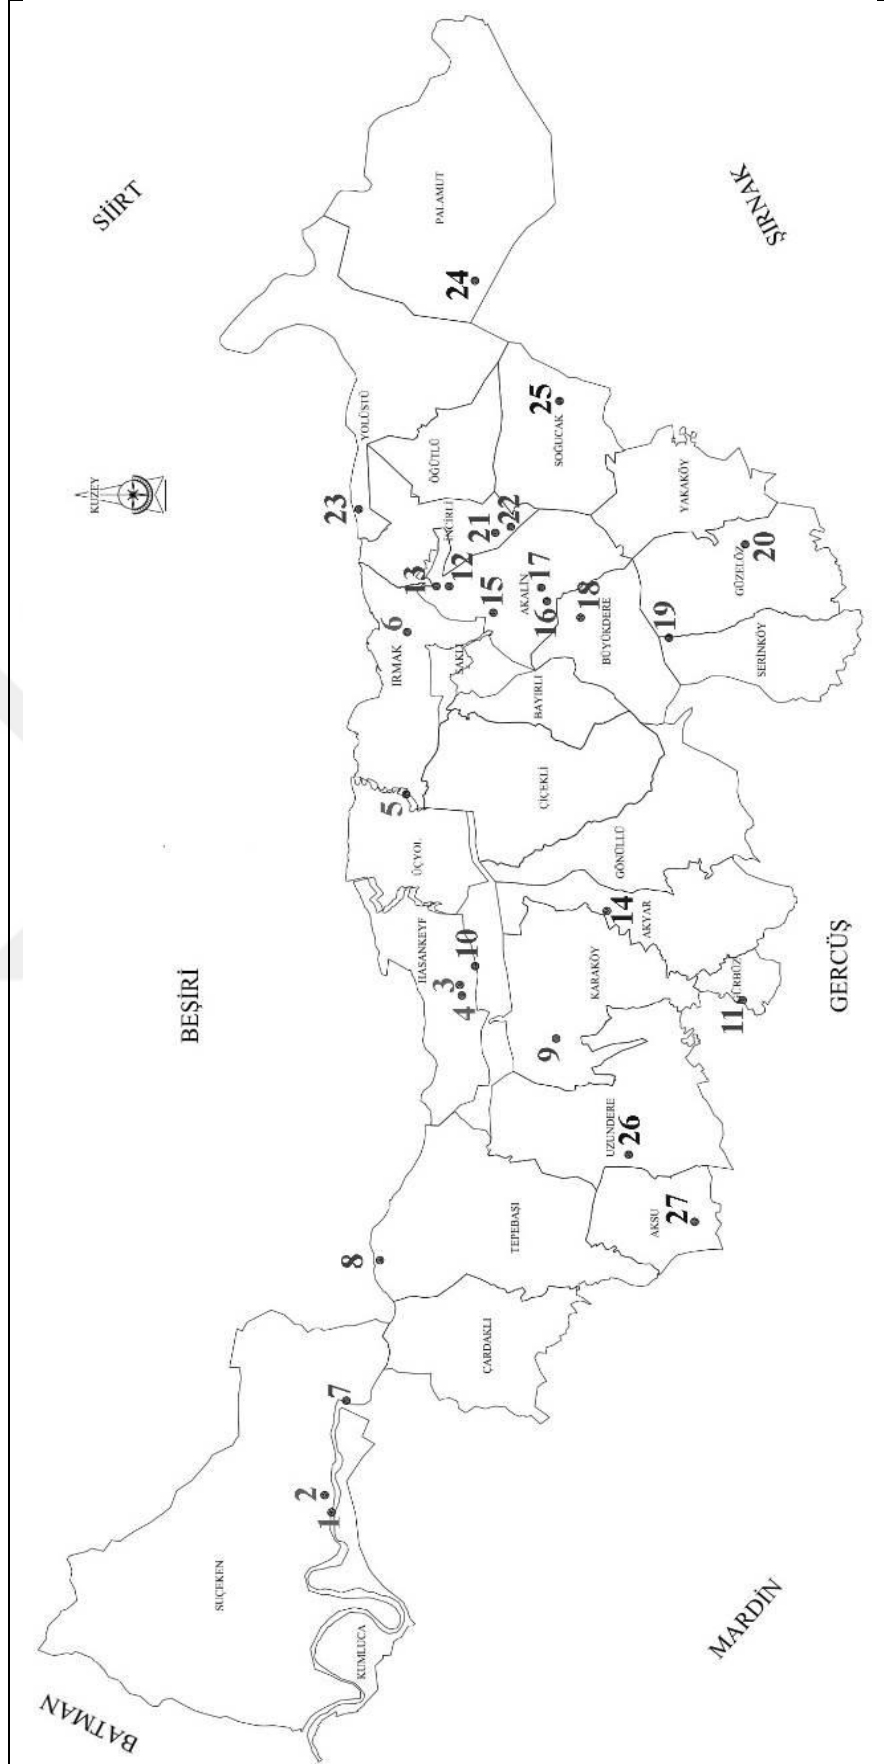 BATMAN
SİİRT
KUZEY
BEŞİRİ
ŞIRNAK
GERCÜŞ
MARDİN
SUÇEKEN
KUMLUCA
1
2
7
ÇARDAKLI
8
TEPEBAŞI
AKSU
27
UZUNDERE
26
9
KARAKÖY
HASANKEYF
4
3
10
GÜRBÜZ
11
AKYAR
14
GÖNÜLLÜ
ÜÇYOL
5
ÇİÇEKLİ
BAYIRLI
IRMAK
6
SAKLI
13
12
15
AKALIN
16
17
18
BÜYÜKDERE
19
SERİNKÖY
GÜZELÖZ
20
YAKAKÖY
İNCİRLİ
21
22
23
ÖĞÜTLÜ
YOLÜSTÜ
SOĞUCAK
25
PALAMUT
24